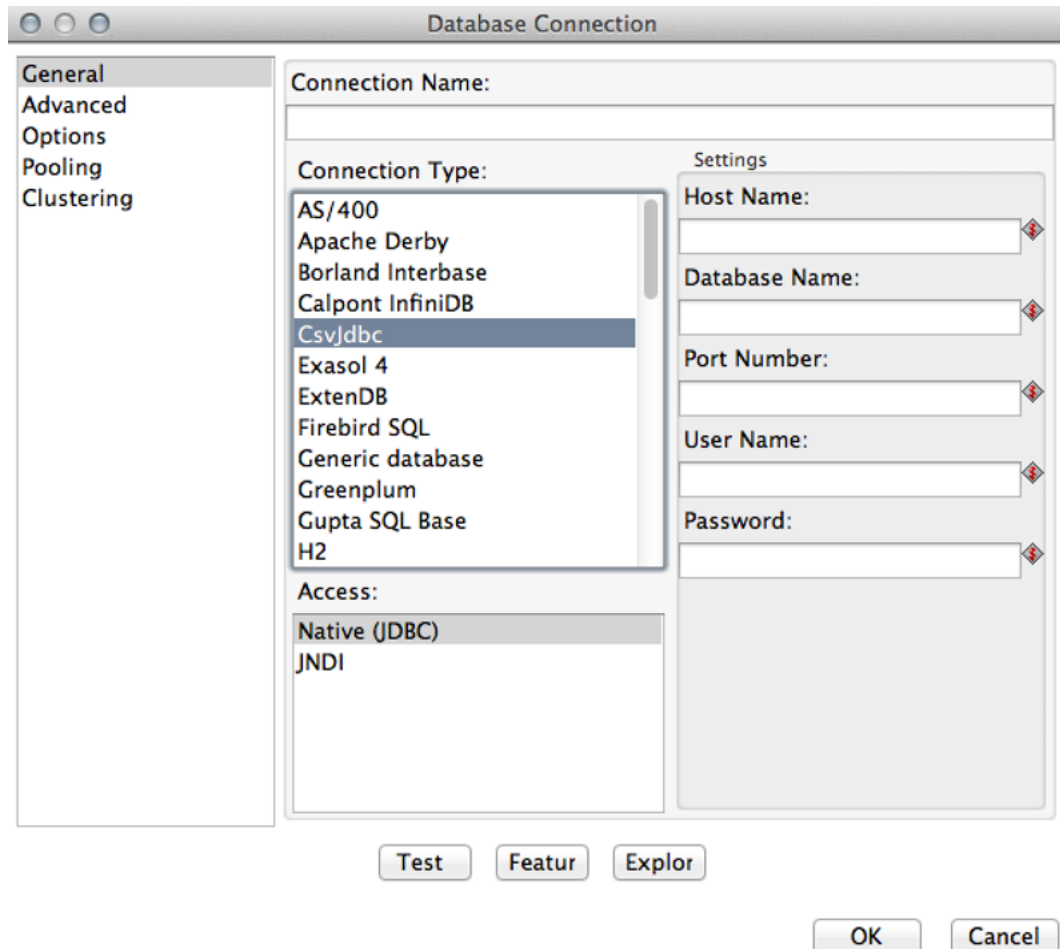 Database Connection
General
Advanced
Options
Pooling
Clustering
Connection Name:
Connection Type:
AS/400
Apache Derby
Borland Interbase
Calpont InfiniDB
CsvJdbc
Exasol 4
ExtenDB
Firebird SQL
Generic database
Greenplum
Gupta SQL Base
H2
Access:
Native (JDBC)
JNDI
Settings
Host Name:
Database Name:
Port Number:
User Name:
Password:
Test
Featur
Explor
OK
Cancel